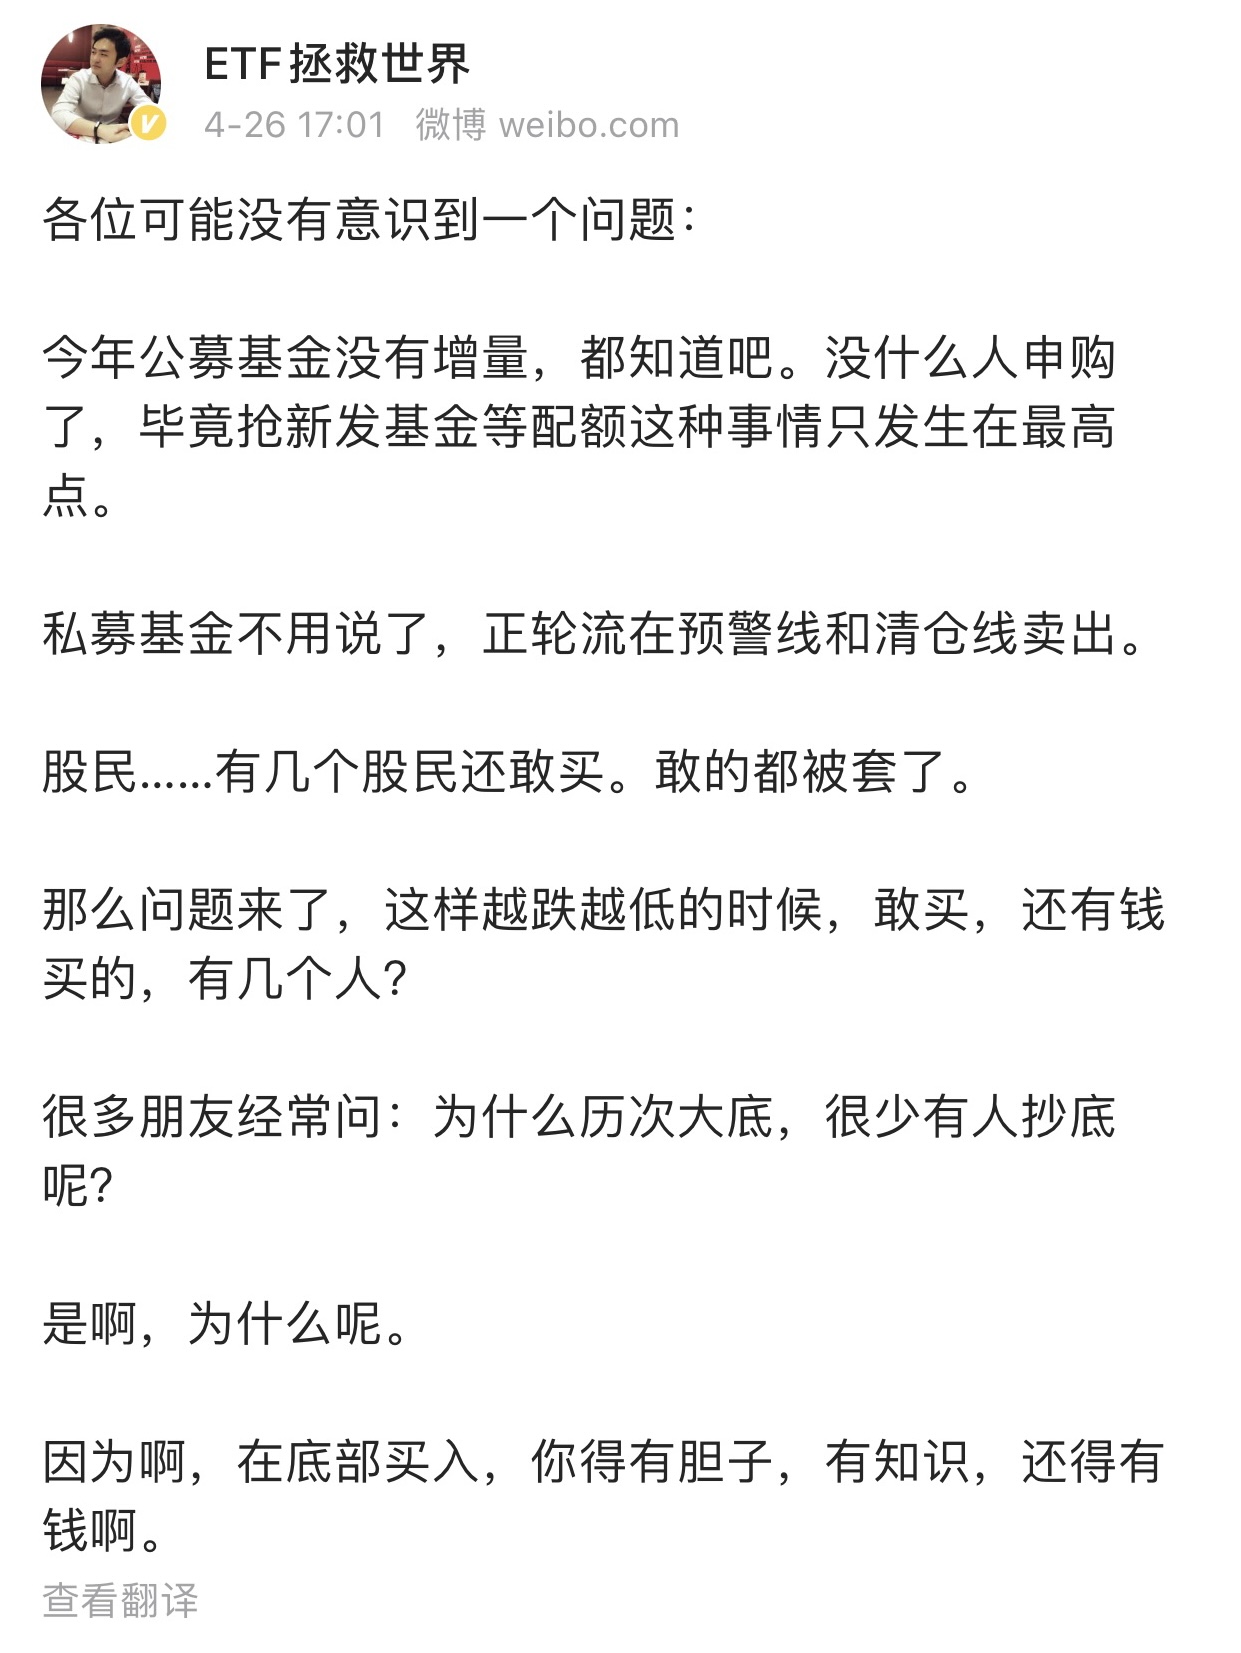 ETF拯救世界
4-26 17:01 微博 weibo.com
各位可能没有意识到一个问题：
今年公募基金没有增量，都知道吧。没什么人申购
了，毕竟抢新发基金等配额这种事情只发生在最高
点。
私募基金不用说了，正轮流在预警线和清仓线卖出。
股民……有几个股民还敢买。敢的都被套了。
那么问题来了，这样越跌越低的时候，敢买，还有钱
买的，有几个人？
很多朋友经常问：为什么历次大底，很少有人抄底
呢？
是啊，为什么呢。
因为啊，在底部买入，你得有胆子，有知识，还得有
钱啊。
查看翻译